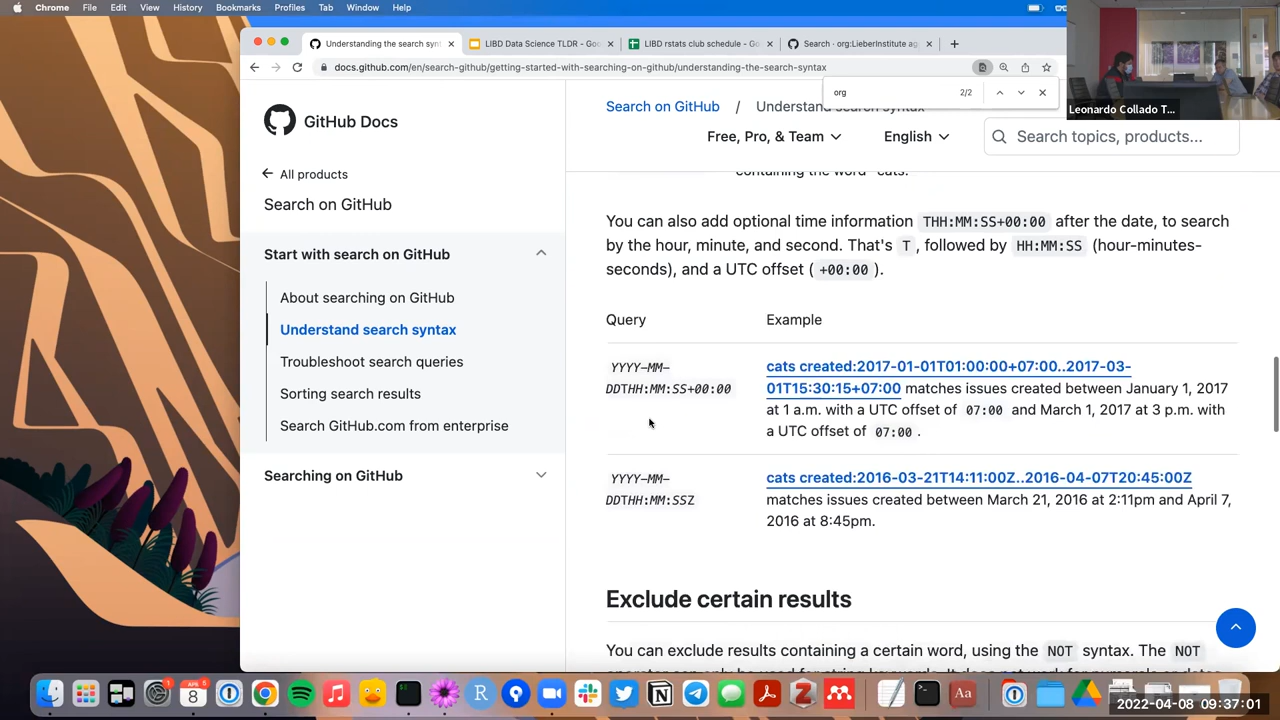 Chrome File Edit View History Bookmarks Profiles Tab Window Help
Understanding the search synt
LIBD Data Science TLDR - Goo
LIBD rstats club schedule - Go
Search · org:LieberInstitute ag
docs.github.com/en/search-github/getting-started-with-searching-on-github/understanding-the-search-syntax
org 2/2
Leonardo Collado T...
GitHub Docs
Search on GitHub / Understand search syntax
Free, Pro, & Team English Search topics, products...
All products
Search on GitHub
Start with search on GitHub
About searching on GitHub
Understand search syntax
Troubleshoot search queries
Sorting search results
Search GitHub.com from enterprise
Searching on GitHub
containing the word "cats."
You can also add optional time information THH:MM:SS+00:00 after the date, to search
by the hour, minute, and second. That's T, followed by HH:MM:SS (hour-minutes-
seconds), and a UTC offset (+00:00).
Query Example
YYYY-MM-
DDTHH:MM:SS+00:00
cats created:2017-01-01T01:00:00+07:00..2017-03-
01T15:30:15+07:00 matches issues created between January 1, 2017
at 1 a.m. with a UTC offset of 07:00 and March 1, 2017 at 3 p.m. with
a UTC offset of 07:00.
YYYY-MM-
DDTHH:MM:SSZ
cats created:2016-03-21T14:11:00Z..2016-04-07T20:45:00Z
matches issues created between March 21, 2016 at 2:11pm and April 7,
2016 at 8:45pm.
Exclude certain results
You can exclude results containing a certain word, using the NOT syntax. The NOT
APR
8
2022-04-08 09:37:01